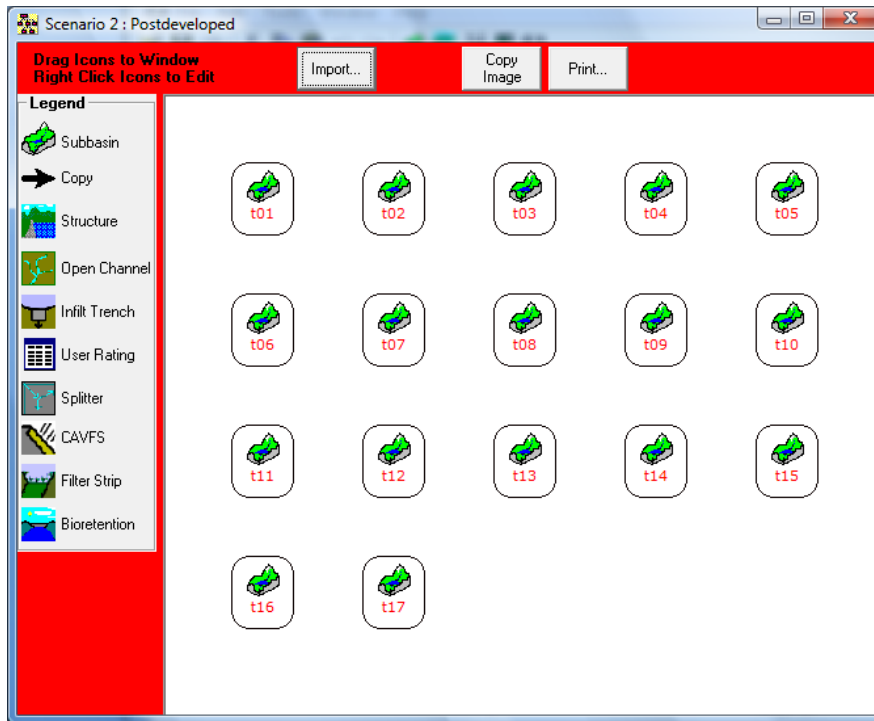 Scenario 2 : Postdeveloped
Drag Icons to Window
Right Click Icons to Edit
Import...
Copy
Image
Print...
Legend
Subbasin
Copy
Structure
Open Channel
Infilt Trench
User Rating
Splitter
CAVFS
Filter Strip
Bioretention
t01 t02 t03 t04 t05
t06 t07 t08 t09 t10
t11 t12 t13 t14 t15
t16 t17